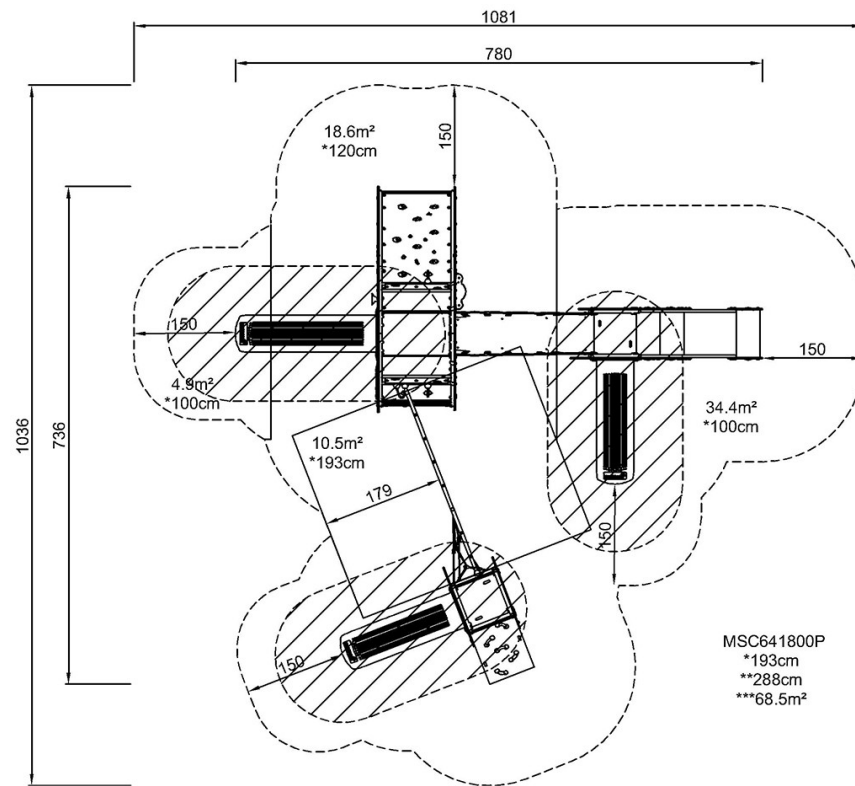 1081
780
18.6m²
*120cm
150
150
150
4.9m²
*100cm
34.4m²
*100cm
1036
736
10.5m²
*193cm
179
150
150
MSC641800P
*193cm
**288cm
***68.5m²